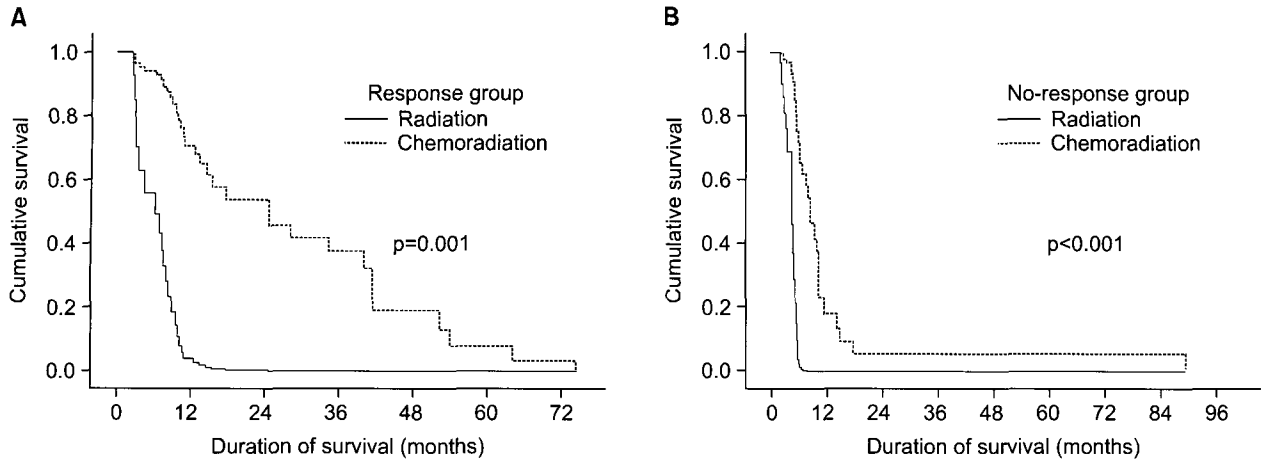 A
1.0
0.8
0.6
0.4
0.2
0.0
Cumulative survival
Response group
Radiation
Chemoradiation
p=0.001
0 12 24 36 48 60 72
Duration of survival (months)
B
1.0
0.8
0.6
0.4
0.2
0.0
Cumulative survival
No-response group
Radiation
Chemoradiation
p<0.001
0 12 24 36 48 60 72 84 96
Duration of survival (months)